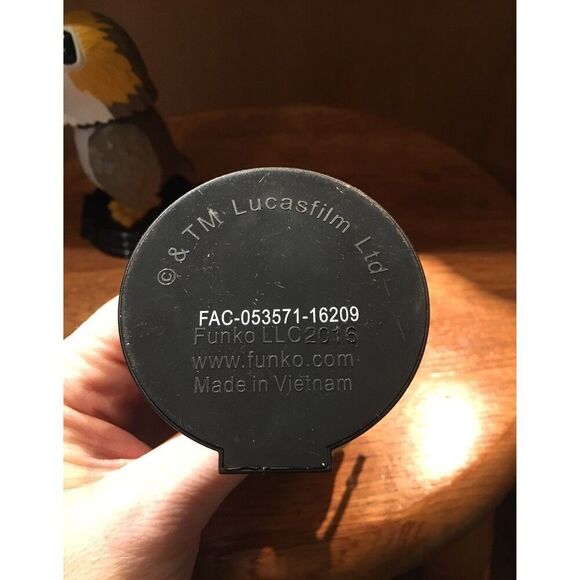 © & TM Lucasfilm Ltd.
FAC-053571-16209
Funko LLC2016
www.funko.com
Made in Vietnam